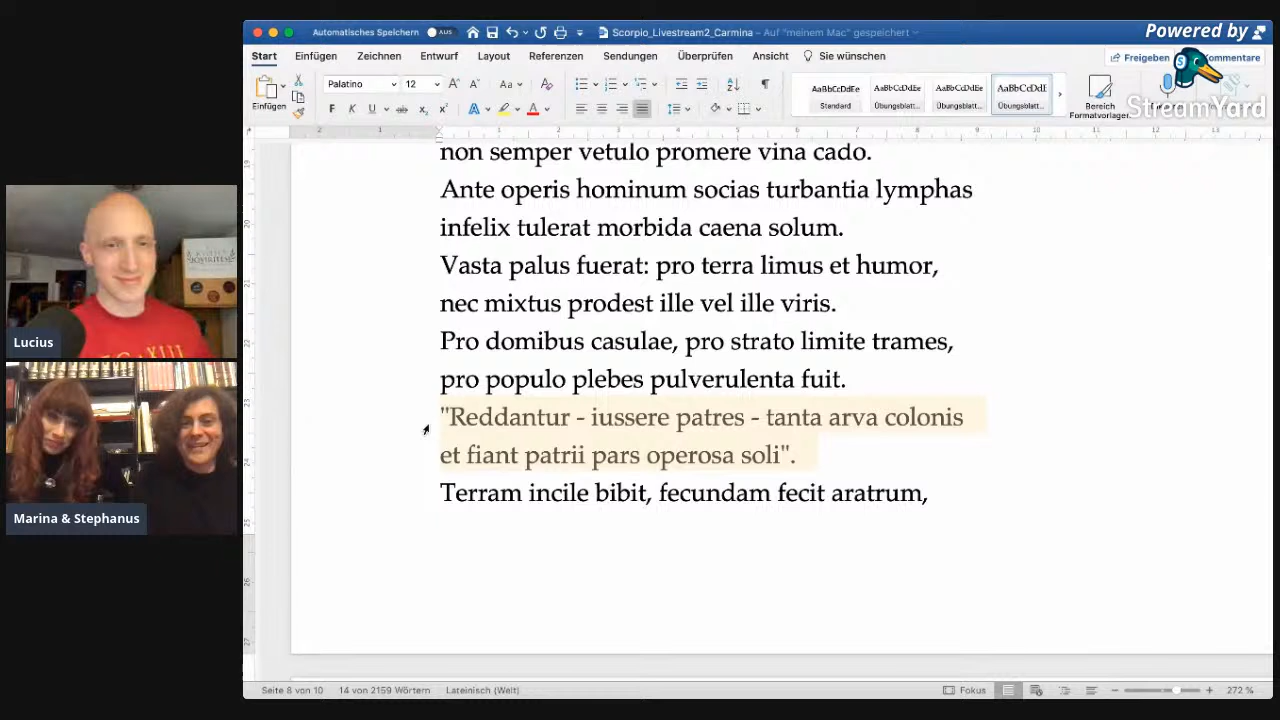 Powered by
StreamYard
Automatisches Speichern AUS
Scorpio_Livestream2_Carmina – Auf "meinem Mac" gespeichert
Start Einfügen Zeichnen Entwurf Layout Referenzen Sendungen Überprüfen Ansicht Sie wünschen Freigeben Kommentare
Einfügen Palatino 12
F K U ab x₂ x²
AaBbCcDdEe AaBbCcDdEe AaBbCcDdEe AaBbCcDdI
Standard Übungsblatt... Übungsblatt... Übungsblatt...
Bereich
Formatvorlagen
non semper vetulo promere vina cado.
Ante operis hominum socias turbantia lymphas
infelix tulerat morbida caena solum.
Vasta palus fuerat: pro terra limus et humor,
nec mixtus prodest ille vel ille viris.
Pro domibus casulae, pro strato limite trames,
pro populo plebes pulverulenta fuit.
"Reddantur - iussere patres - tanta arva colonis
et fiant patrii pars operosa soli".
Terram incile bibit, fecundam fecit aratrum,
Lucius
Marina & Stephanus
Seite 8 von 10 14 von 2159 Wörtern Lateinisch (Welt) Fokus 272 %